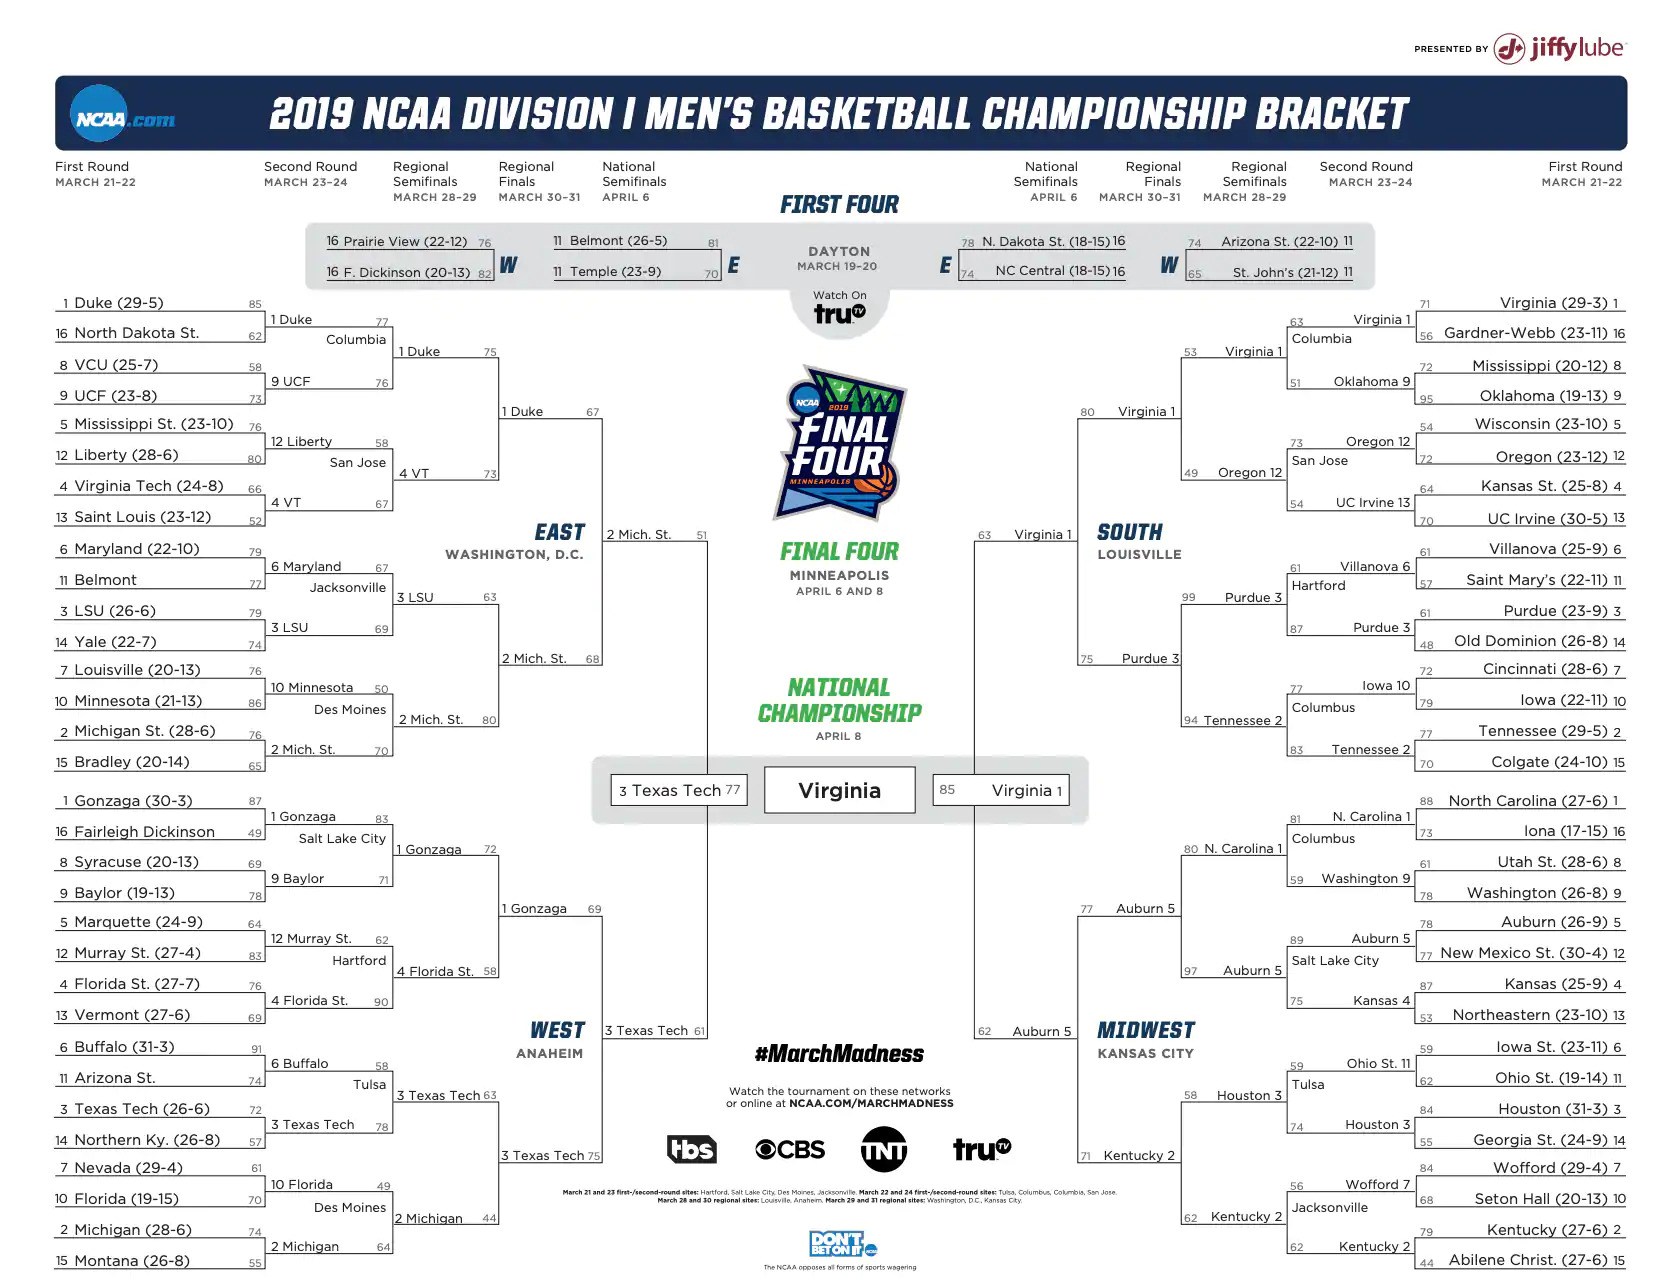 PRESENTED BY jiffylube
NCAA.com
2019 NCAA DIVISION I MEN'S BASKETBALL CHAMPIONSHIP BRACKET
First Round
MARCH 21–22
Second Round
MARCH 23–24
Regional
Semifinals
MARCH 28–29
Regional
Finals
MARCH 30–31
National
Semifinals
APRIL 6
National
Semifinals
APRIL 6
Regional
Finals
MARCH 30–31
Regional
Semifinals
MARCH 28–29
Second Round
MARCH 23–24
First Round
MARCH 21–22
FIRST FOUR
16 Prairie View (22-12) 76
16 F. Dickinson (20-13) 82
W
11 Belmont (26-5) 81
11 Temple (23-9) 70
E
DAYTON
MARCH 19–20
Watch On
truTV
E
78 N. Dakota St. (18-15) 16
74 NC Central (18-15) 16
W
74 Arizona St. (22-10) 11
65 St. John's (21-12) 11
1 Duke (29-5) 85
16 North Dakota St. 62
8 VCU (25-7) 58
9 UCF (23-8) 73
5 Mississippi St. (23-10) 76
12 Liberty (28-6) 80
4 Virginia Tech (24-8) 66
13 Saint Louis (23-12) 52
6 Maryland (22-10) 79
11 Belmont 77
3 LSU (26-6) 79
14 Yale (22-7) 74
7 Louisville (20-13) 76
10 Minnesota (21-13) 86
2 Michigan St. (28-6) 76
15 Bradley (20-14) 65
1 Duke 77
Columbia
9 UCF 76
12 Liberty 58
San Jose
4 VT 67
6 Maryland 67
Jacksonville
3 LSU 69
10 Minnesota 50
Des Moines
2 Mich. St. 70
1 Duke 75
4 VT 73
3 LSU 63
2 Mich. St. 80
1 Duke 67
2 Mich. St. 68
EAST
WASHINGTON, D.C.
2 Mich. St. 51
1 Gonzaga (30-3) 87
16 Fairleigh Dickinson 49
8 Syracuse (20-13) 69
9 Baylor (19-13) 78
5 Marquette (24-9) 64
12 Murray St. (27-4) 83
4 Florida St. (27-7) 76
13 Vermont (27-6) 69
6 Buffalo (31-3) 91
11 Arizona St. 74
3 Texas Tech (26-6) 72
14 Northern Ky. (26-8) 57
7 Nevada (29-4) 61
10 Florida (19-15) 70
2 Michigan (28-6) 74
15 Montana (26-8) 55
1 Gonzaga 83
Salt Lake City
9 Baylor 71
12 Murray St. 62
Hartford
4 Florida St. 90
6 Buffalo 58
Tulsa
3 Texas Tech 78
10 Florida 49
Des Moines
2 Michigan 64
1 Gonzaga 72
4 Florida St. 58
3 Texas Tech 63
2 Michigan 44
1 Gonzaga 69
3 Texas Tech 75
WEST
ANAHEIM
3 Texas Tech 61
NCAA
2019
FINAL
FOUR
MINNEAPOLIS
FINAL FOUR
MINNEAPOLIS
APRIL 6 AND 8
NATIONAL
CHAMPIONSHIP
APRIL 8
3 Texas Tech 77
Virginia
85 Virginia 1
71 Virginia (29-3) 1
56 Gardner-Webb (23-11) 16
72 Mississippi (20-12) 8
95 Oklahoma (19-13) 9
54 Wisconsin (23-10) 5
72 Oregon (23-12) 12
64 Kansas St. (25-8) 4
70 UC Irvine (30-5) 13
61 Villanova (25-9) 6
57 Saint Mary's (22-11) 11
61 Purdue (23-9) 3
48 Old Dominion (26-8) 14
72 Cincinnati (28-6) 7
79 Iowa (22-11) 10
77 Tennessee (29-5) 2
70 Colgate (24-10) 15
63 Virginia 1
Columbia
51 Oklahoma 9
73 Oregon 12
San Jose
54 UC Irvine 13
61 Villanova 6
Hartford
87 Purdue 3
77 Iowa 10
Columbus
83 Tennessee 2
53 Virginia 1
49 Oregon 12
99 Purdue 3
94 Tennessee 2
80 Virginia 1
75 Purdue 3
SOUTH
LOUISVILLE
63 Virginia 1
88 North Carolina (27-6) 1
73 Iona (17-15) 16
61 Utah St. (28-6) 8
78 Washington (26-8) 9
78 Auburn (26-9) 5
77 New Mexico St. (30-4) 12
87 Kansas (25-9) 4
53 Northeastern (23-10) 13
59 Iowa St. (23-11) 6
62 Ohio St. (19-14) 11
84 Houston (31-3) 3
55 Georgia St. (24-9) 14
84 Wofford (29-4) 7
68 Seton Hall (20-13) 10
79 Kentucky (27-6) 2
44 Abilene Christ. (27-6) 15
81 N. Carolina 1
Columbus
59 Washington 9
89 Auburn 5
Salt Lake City
75 Kansas 4
59 Ohio St. 11
Tulsa
74 Houston 3
56 Wofford 7
Jacksonville
62 Kentucky 2
80 N. Carolina 1
97 Auburn 5
58 Houston 3
62 Kentucky 2
77 Auburn 5
71 Kentucky 2
MIDWEST
KANSAS CITY
62 Auburn 5
#MarchMadness
Watch the tournament on these networks
or online at NCAA.COM/MARCHMADNESS
tbs CBS TNT truTV
March 21 and 23 first-/second-round sites: Hartford, Salt Lake City, Des Moines, Jacksonville. March 22 and 24 first-/second-round sites: Tulsa, Columbus, Columbia, San Jose.
March 28 and 30 regional sites: Louisville, Anaheim. March 29 and 31 regional sites: Washington, D.C., Kansas City.
DON'T
BET ON IT
NCAA
The NCAA opposes all forms of sports wagering